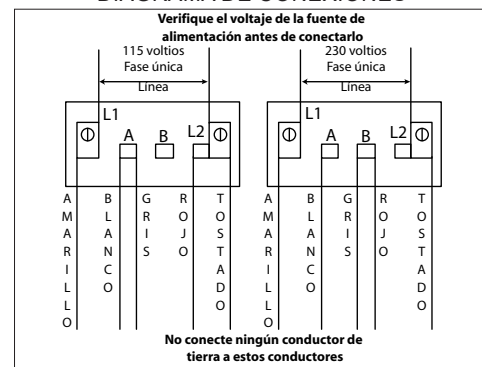 DIAGRAMA DE CONEXIONES
Verifique el voltaje de la fuente de
alimentación antes de conectarlo
115 voltios
Fase única
Línea
L1
A
B
L2
AMARILLO
BLANCO
GRIS
ROJO
TOSTADO
230 voltios
Fase única
Línea
L1
A
B
L2
AMARILLO
BLANCO
GRIS
ROJO
TOSTADO
No conecte ningún conductor de
tierra a estos conductores